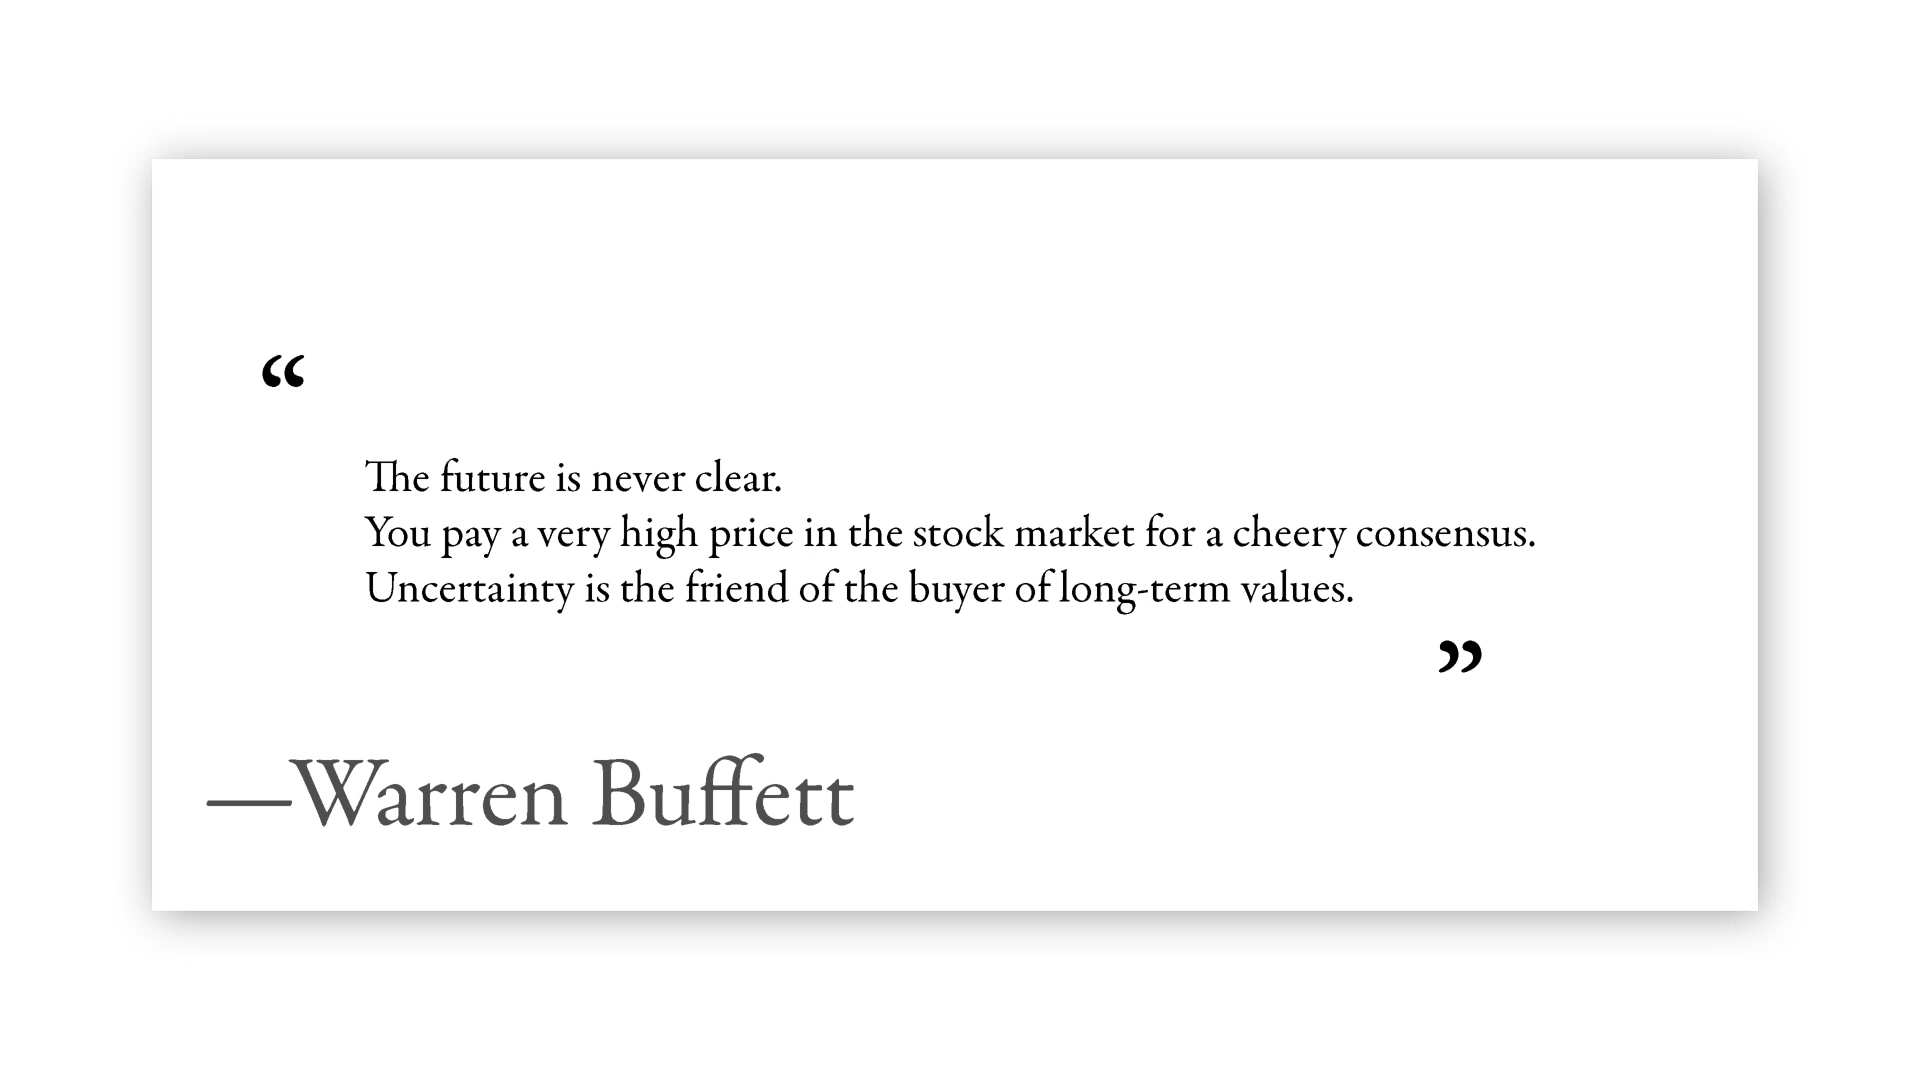 “
The future is never clear.
You pay a very high price in the stock market for a cheery consensus.
Uncertainty is the friend of the buyer of long-term values.
”
—Warren Buffett